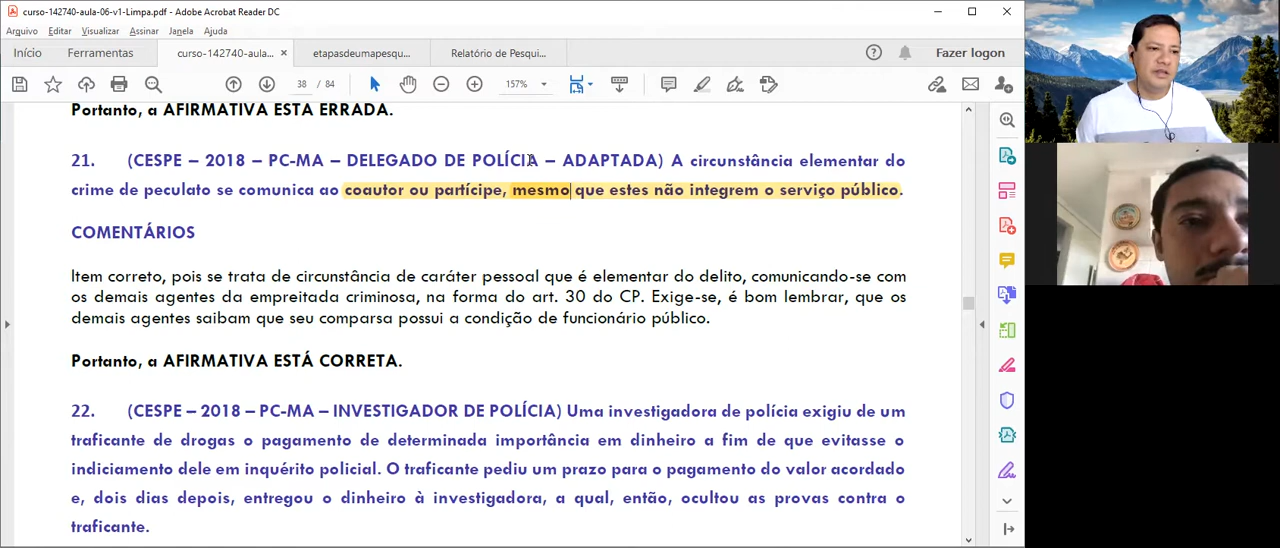 curso-142740-aula-06-v1-Limpa.pdf - Adobe Acrobat Reader DC
Arquivo Editar Visualizar Assinar Janela Ajuda
Início Ferramentas curso-142740-aula... × etapasdeumapesqu... Relatório de Pesqui... Fazer logon
38 / 84 157%
Portanto, a AFIRMATIVA ESTÁ ERRADA.
21. (CESPE – 2018 – PC-MA – DELEGADO DE POLÍCIA – ADAPTADA) A circunstância elementar do
crime de peculato se comunica ao coautor ou partícipe, mesmo que estes não integrem o serviço público.
COMENTÁRIOS
Item correto, pois se trata de circunstância de caráter pessoal que é elementar do delito, comunicando-se com
os demais agentes da empreitada criminosa, na forma do art. 30 do CP. Exige-se, é bom lembrar, que os
demais agentes saibam que seu comparsa possui a condição de funcionário público.
Portanto, a AFIRMATIVA ESTÁ CORRETA.
22. (CESPE – 2018 – PC-MA – INVESTIGADOR DE POLÍCIA) Uma investigadora de polícia exigiu de um
traficante de drogas o pagamento de determinada importância em dinheiro a fim de que evitasse o
indiciamento dele em inquérito policial. O traficante pediu um prazo para o pagamento do valor acordado
e, dois dias depois, entregou o dinheiro à investigadora, a qual, então, ocultou as provas contra o
traficante.